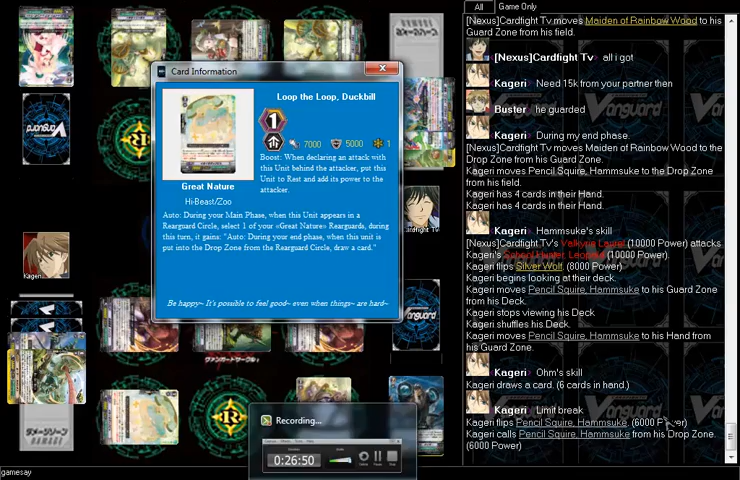 Card Information
Loop the Loop, Duckbill
1
7000 5000 1
Boost: When declaring an attack with
this Unit behind the attacker, put
this Unit to Rest and add its power to the
attacker.
Great Nature
Hi-Beast/Zoo
Auto: During your Main Phase, when this Unit appears in
a Rearguard Circle, select 1 of your «Great Nature» Rearguards, during
this turn, it gains: "Auto: During your end phase, when this unit is
put into the Drop Zone from the Rearguard Circle, draw a card."
Be happy~ It's possible to feel good~ even when things~ are hard~
Kageri
Cardfight Tv
Vanguard
R
Recording...
0:26:50
gamesay
All Game Only
[Nexus]Cardfight Tv moves Maiden of Rainbow Wood to his
Guard Zone from his field.
[Nexus]Cardfight Tv all i got
Kageri Need 15k from your partner then
Buster he guarded
Kageri During my end phase.
[Nexus]Cardfight Tv moves Maiden of Rainbow Wood to the
Drop Zone from his Guard Zone.
Kageri moves Pencil Squire, Hammsuke to the Drop Zone
from his field.
Kageri has 4 cards in their Hand.
Kageri has 4 cards in their Hand.
Kageri Hammsuke's skill
[Nexus]Cardfight Tv's Valkyrie Laurel (10000 Power) attacks
Kageri's School Hunter, Leopald (10000 Power).
Kageri flips Silver Wolf. (8000 Power)
Kageri begins looking at their deck.
Kageri moves Pencil Squire, Hammsuke to his Guard Zone
from his Deck.
Kageri stops viewing his Deck
Kageri shuffles his Deck.
Kageri moves Pencil Squire, Hammsuke to his Hand from
his Guard Zone.
Kageri Ohm's skill
Kageri draws a card. (6 cards in hand.)
Kageri Limit break
Kageri flips Pencil Squire, Hammsuke. (6000 Power)
Kageri calls Pencil Squire, Hammsuke from his Drop Zone.
(6000 Power)